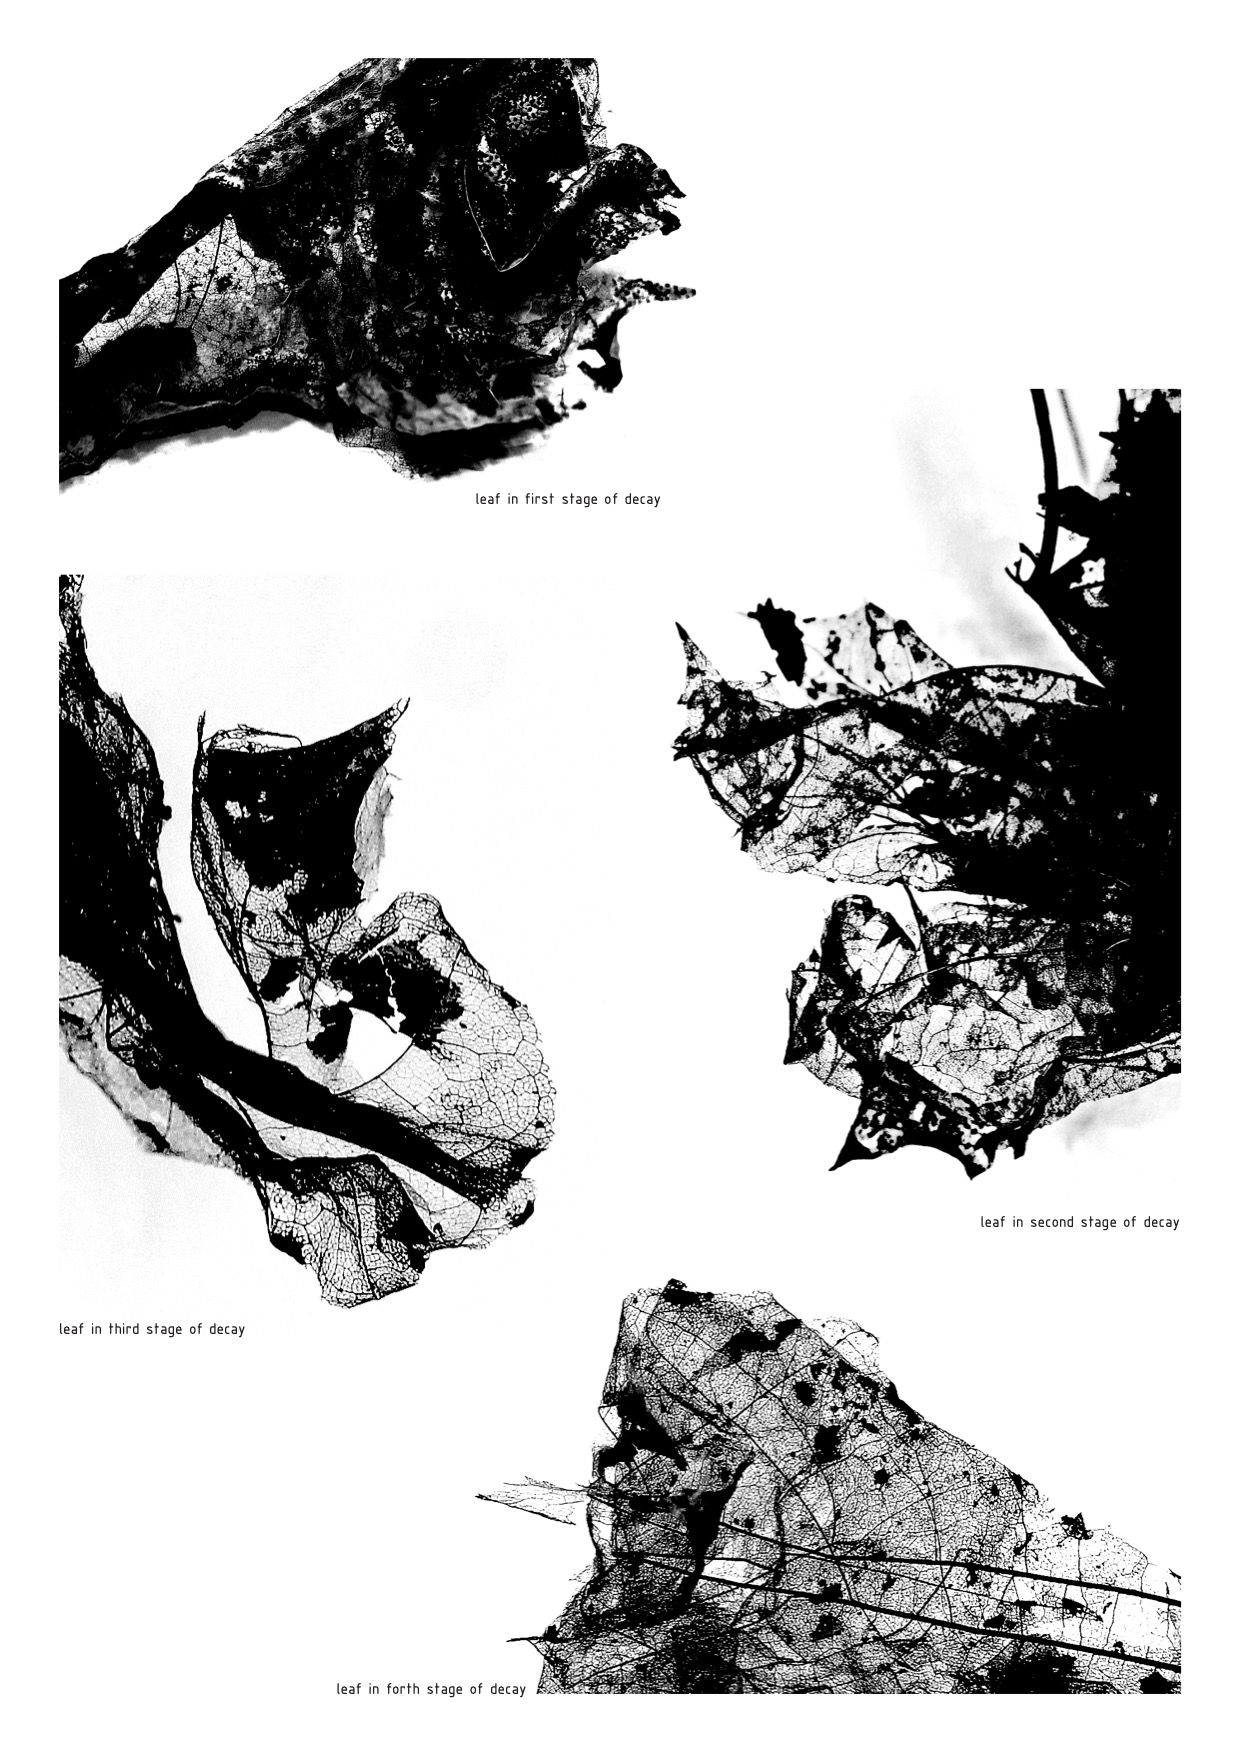 leaf in first stage of decay
leaf in second stage of decay
leaf in third stage of decay
leaf in forth stage of decay